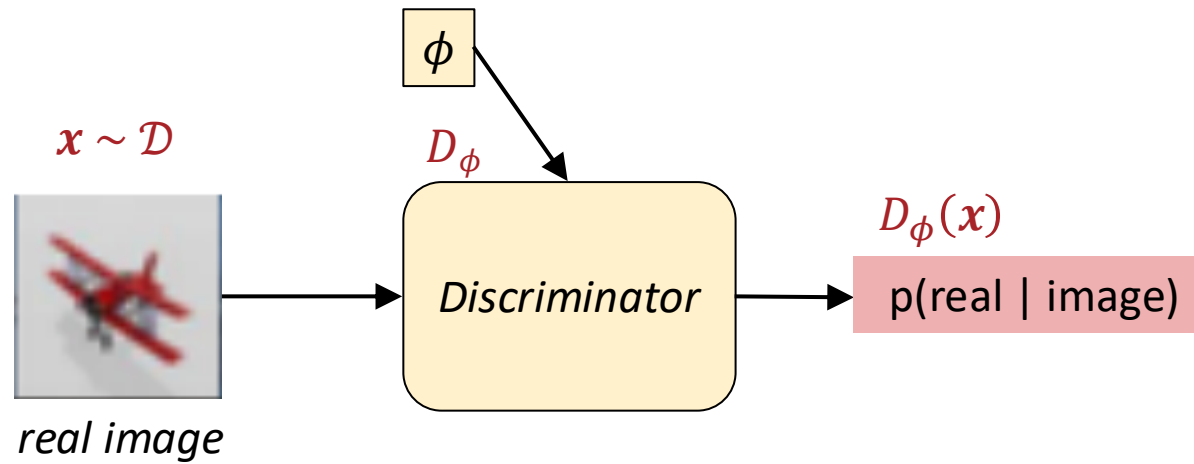 ϕ
𝒙 ~ 𝒟
D_ϕ
D_ϕ(𝒙)
Discriminator
p(real | image)
real image